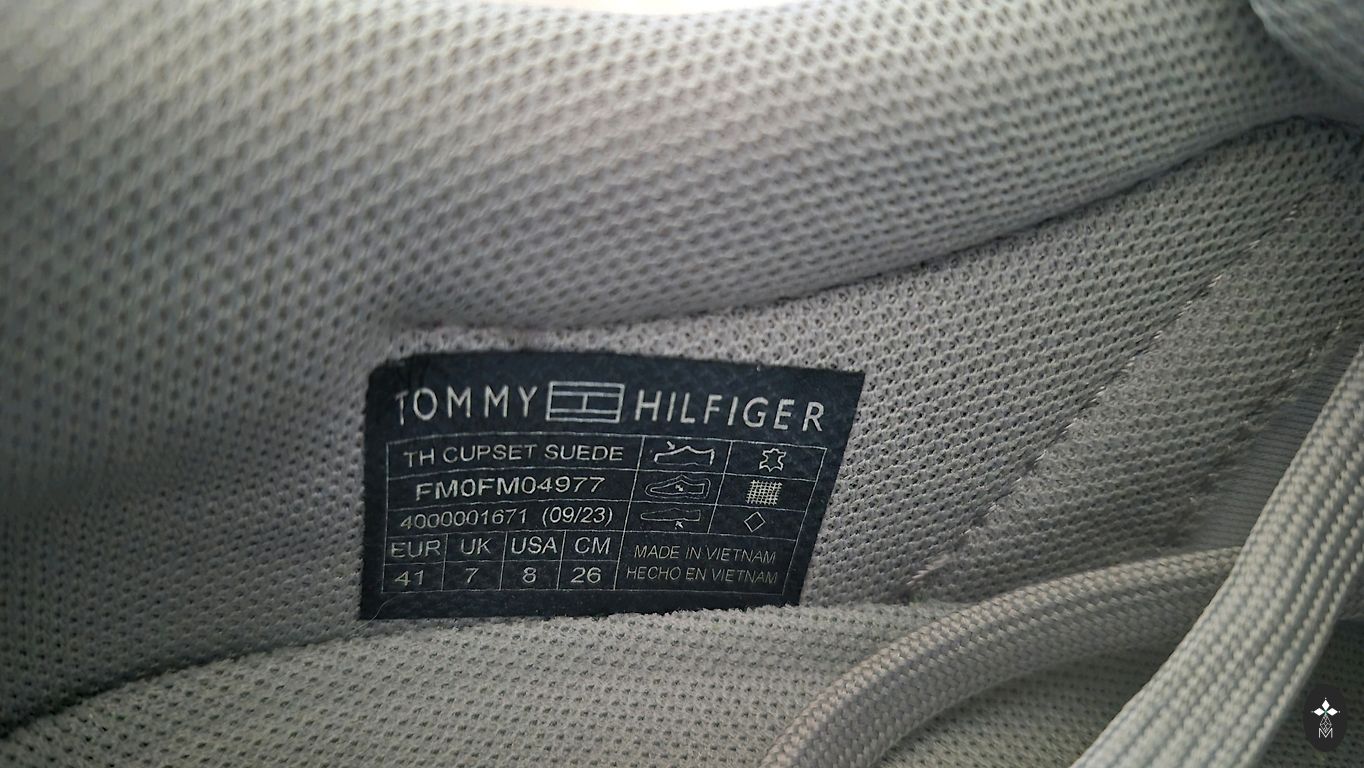 TOMMY HILFIGER
TH CUPSET SUEDE
FM0FM04977
4000001671 (09/23)
EUR UK USA CM
41 7 8 26
MADE IN VIETNAM
HECHO EN VIETNAM
M